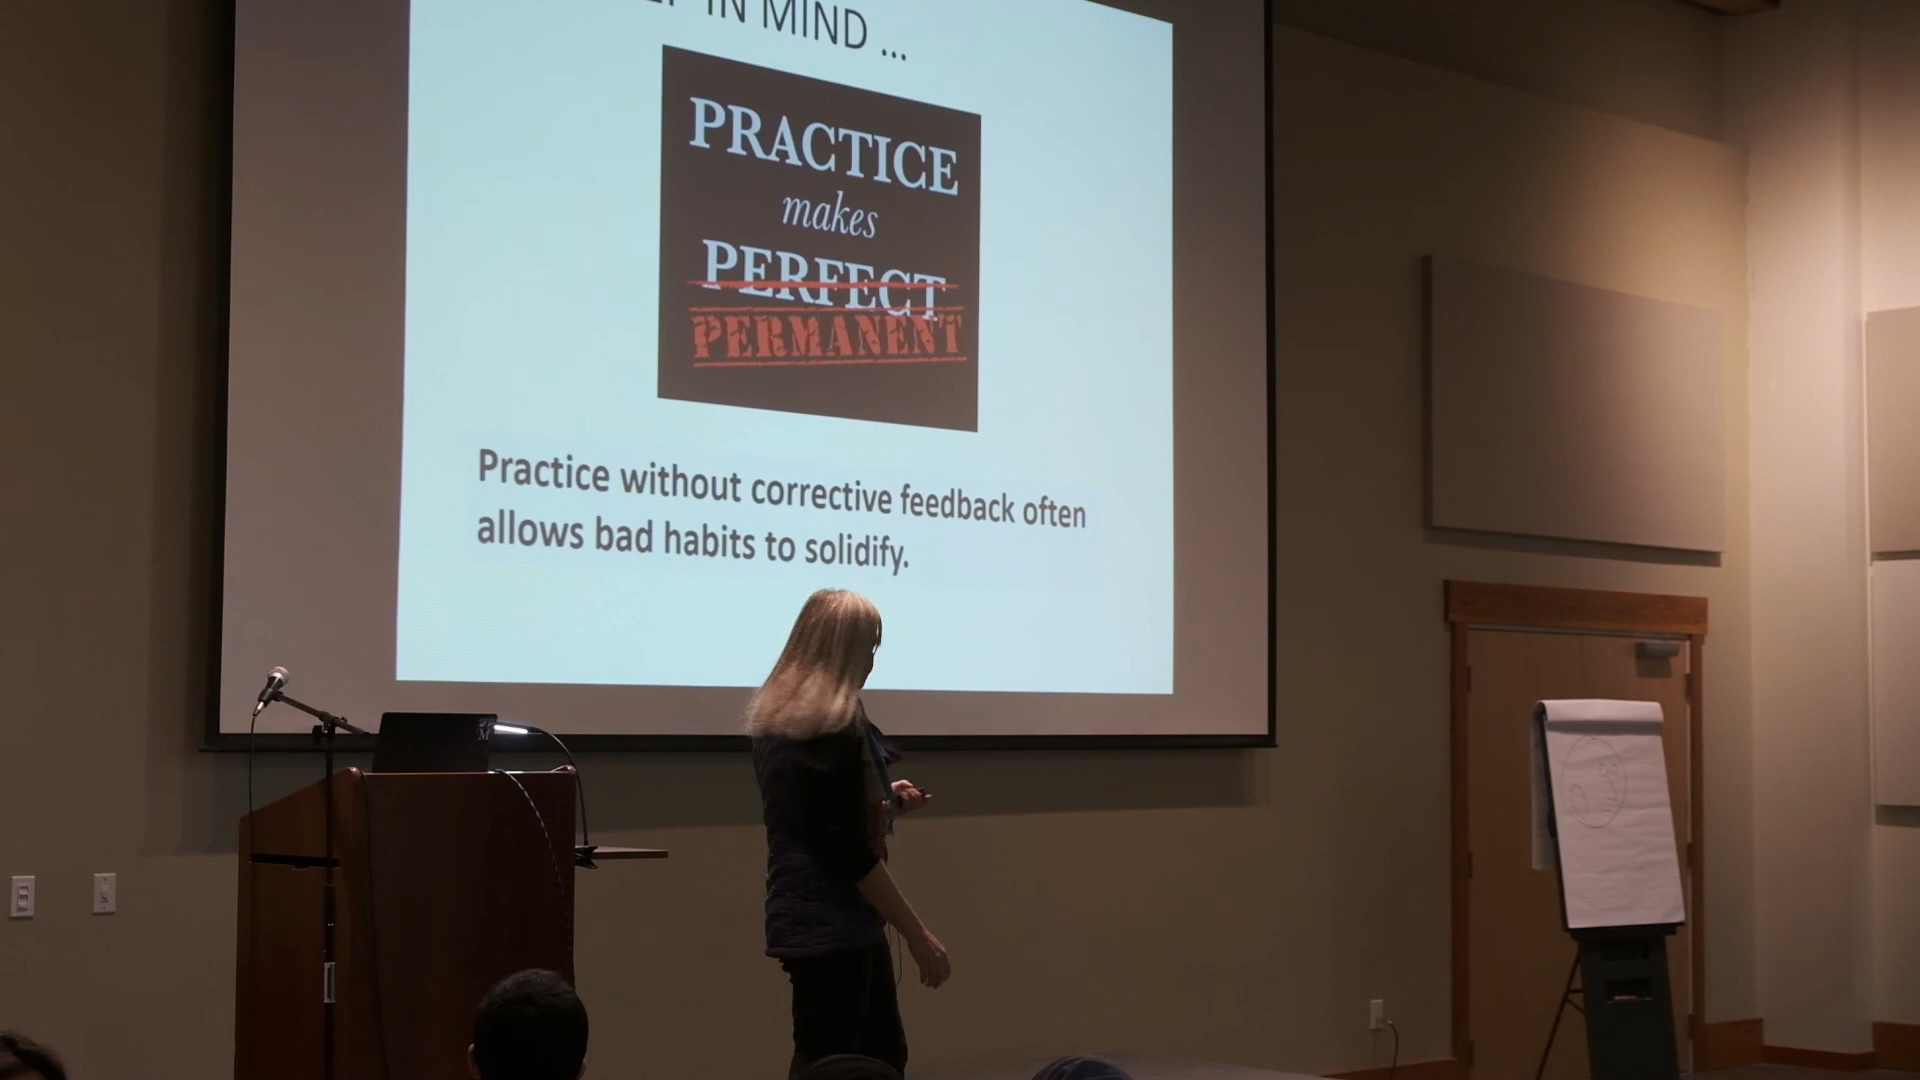 IN MIND ...
PRACTICE
makes
PERFECT
PERMANENT
Practice without corrective feedback often
allows bad habits to solidify.